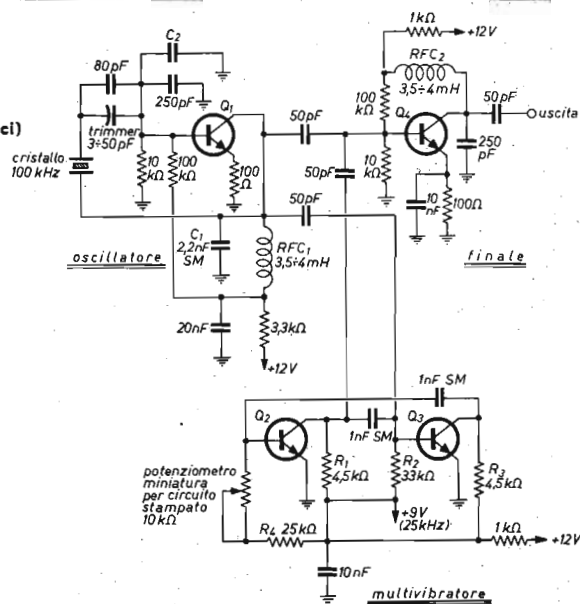 ci)
C2
80pF
250pF
trimmer
3÷50pF
cristallo
100 kHz
10
kΩ
100
kΩ
Q1
100
Ω
C1
2,2nF
SM
RFC1
3,5÷4mH
oscillatore
20nF
3,3kΩ
+12V
50pF
50pF
50pF
1kΩ
+12V
RFC2
3,5÷4mH
100
kΩ
Q4
10
kΩ
50pF
uscita
250
pF
10
nF
100Ω
finale
1nF SM
Q2
1nF SM
Q3
potenziometro
miniatura
per circuito
stampato
10kΩ
R1
4,5kΩ
R2
33kΩ
R3
4,5kΩ
+9V
(25kHz)
R4 25kΩ
1kΩ
+12V
10nF
multivibratore